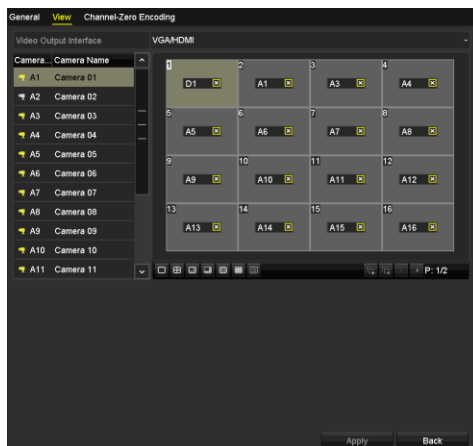 General View Channel-Zero Encoding
Video Output Interface VGA/HDMI
Camera... Camera Name
A1 Camera 01
A2 Camera 02
A3 Camera 03
A4 Camera 04
A5 Camera 05
A6 Camera 06
A7 Camera 07
A8 Camera 08
A9 Camera 09
A10 Camera 10
A11 Camera 11
1 2 3 4
D1 A1 A3 A4
5 6 7 8
A5 A6 A7 A8
9 10 11 12
A9 A10 A11 A12
13 14 15 16
A13 A14 A15 A16
P: 1/2
Apply Back